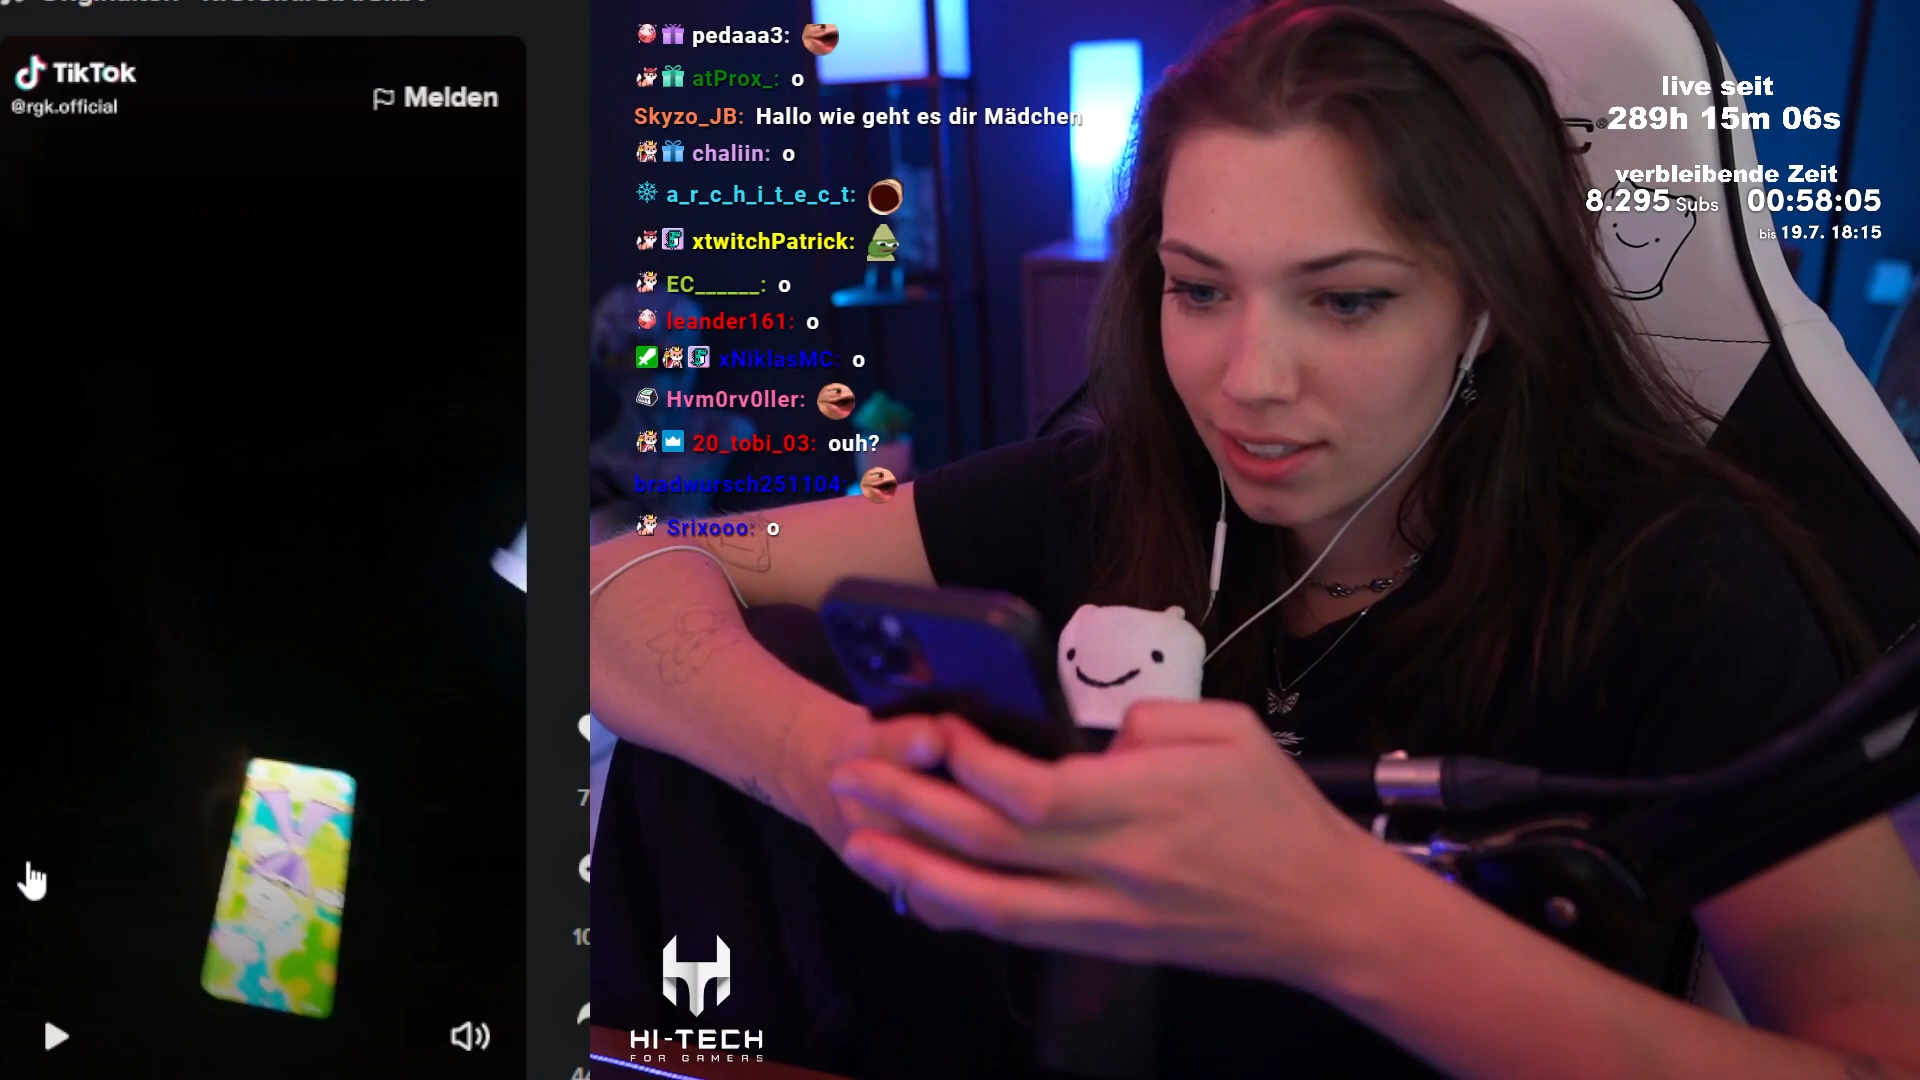 TikTok
@rgk.official
Melden
pedaaa3:
atProx_: o
Skyzo_JB: Hallo wie geht es dir Mädchen
chaliin: o
a_r_c_h_i_t_e_c_t:
xtwitchPatrick:
EC______: o
leander161: o
xNiklasMC: o
Hvm0rv0ller:
20_tobi_03: ouh?
bradwursch251104:
Srixooo: o
live seit
289h 15m 06s
verbleibende Zeit
8.295 Subs 00:58:05
bis 19.7. 18:15
HI-TECH
FOR GAMERS